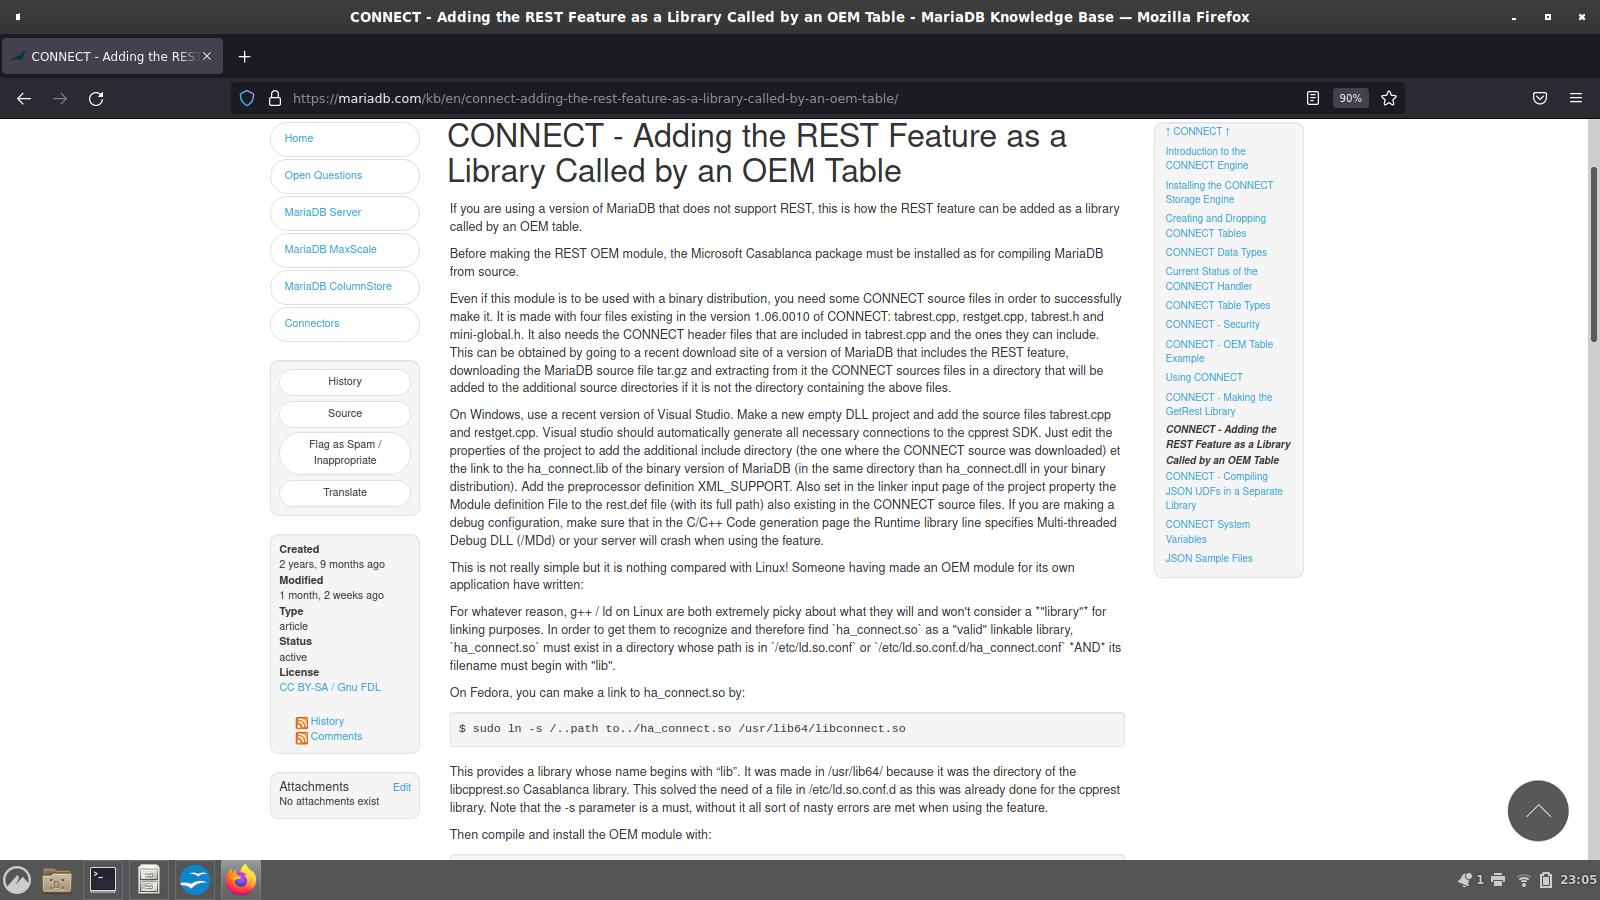 CONNECT - Adding the REST Feature as a Library Called by an OEM Table - MariaDB Knowledge Base — Mozilla Firefox
CONNECT - Adding the RES
https://mariadb.com/kb/en/connect-adding-the-rest-feature-as-a-library-called-by-an-oem-table/
90%
Home
Open Questions
MariaDB Server
MariaDB MaxScale
MariaDB ColumnStore
Connectors
History
Source
Flag as Spam /
Inappropriate
Translate
Created
2 years, 9 months ago
Modified
1 month, 2 weeks ago
Type
article
Status
active
License
CC BY-SA / Gnu FDL
History
Comments
Attachments
Edit
No attachments exist
CONNECT - Adding the REST Feature as a
Library Called by an OEM Table
If you are using a version of MariaDB that does not support REST, this is how the REST feature can be added as a library
called by an OEM table.
Before making the REST OEM module, the Microsoft Casablanca package must be installed as for compiling MariaDB
from source.
Even if this module is to be used with a binary distribution, you need some CONNECT source files in order to successfully
make it. It is made with four files existing in the version 1.06.0010 of CONNECT: tabrest.cpp, restget.cpp, tabrest.h and
mini-global.h. It also needs the CONNECT header files that are included in tabrest.cpp and the ones they can include.
This can be obtained by going to a recent download site of a version of MariaDB that includes the REST feature,
downloading the MariaDB source file tar.gz and extracting from it the CONNECT sources files in a directory that will be
added to the additional source directories if it is not the directory containing the above files.
On Windows, use a recent version of Visual Studio. Make a new empty DLL project and add the source files tabrest.cpp
and restget.cpp. Visual studio should automatically generate all necessary connections to the cpprest SDK. Just edit the
properties of the project to add the additional include directory (the one where the CONNECT source was downloaded) et
the link to the ha_connect.lib of the binary version of MariaDB (in the same directory than ha_connect.dll in your binary
distribution). Add the preprocessor definition XML_SUPPORT. Also set in the linker input page of the project property the
Module definition File to the rest.def file (with its full path) also existing in the CONNECT source files. If you are making a
debug configuration, make sure that in the C/C++ Code generation page the Runtime library line specifies Multi-threaded
Debug DLL (/MDd) or your server will crash when using the feature.
This is not really simple but it is nothing compared with Linux! Someone having made an OEM module for its own
application have written:
For whatever reason, g++ / ld on Linux are both extremely picky about what they will and won't consider a *"library"* for
linking purposes. In order to get them to recognize and therefore find `ha_connect.so` as a "valid" linkable library,
`ha_connect.so` must exist in a directory whose path is in `/etc/ld.so.conf` or `/etc/ld.so.conf.d/ha_connect.conf` *AND* its
filename must begin with "lib".
On Fedora, you can make a link to ha_connect.so by:
$ sudo ln -s /..path to../ha_connect.so /usr/lib64/libconnect.so
This provides a library whose name begins with “lib”. It was made in /usr/lib64/ because it was the directory of the
libcpprest.so Casablanca library. This solved the need of a file in /etc/ld.so.conf.d as this was already done for the cpprest
library. Note that the -s parameter is a must, without it all sort of nasty errors are met when using the feature.
Then compile and install the OEM module with:
↑ CONNECT ↑
Introduction to the
CONNECT Engine
Installing the CONNECT
Storage Engine
Creating and Dropping
CONNECT Tables
CONNECT Data Types
Current Status of the
CONNECT Handler
CONNECT Table Types
CONNECT - Security
CONNECT - OEM Table
Example
Using CONNECT
CONNECT - Making the
GetRest Library
CONNECT - Adding the
REST Feature as a Library
Called by an OEM Table
CONNECT - Compiling
JSON UDFs in a Separate
Library
CONNECT System
Variables
JSON Sample Files
1
23:05